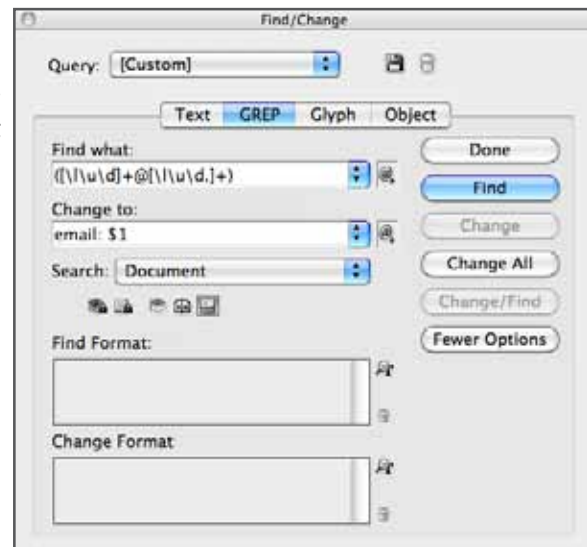 Find/Change
Query: [Custom]
Text GREP Glyph Object
Find what:
([\l\u\d]+@[\l\u\d.]+)
Change to:
email: $1
Search: Document
Find Format:
Change Format
Done
Find
Change
Change All
Change/Find
Fewer Options